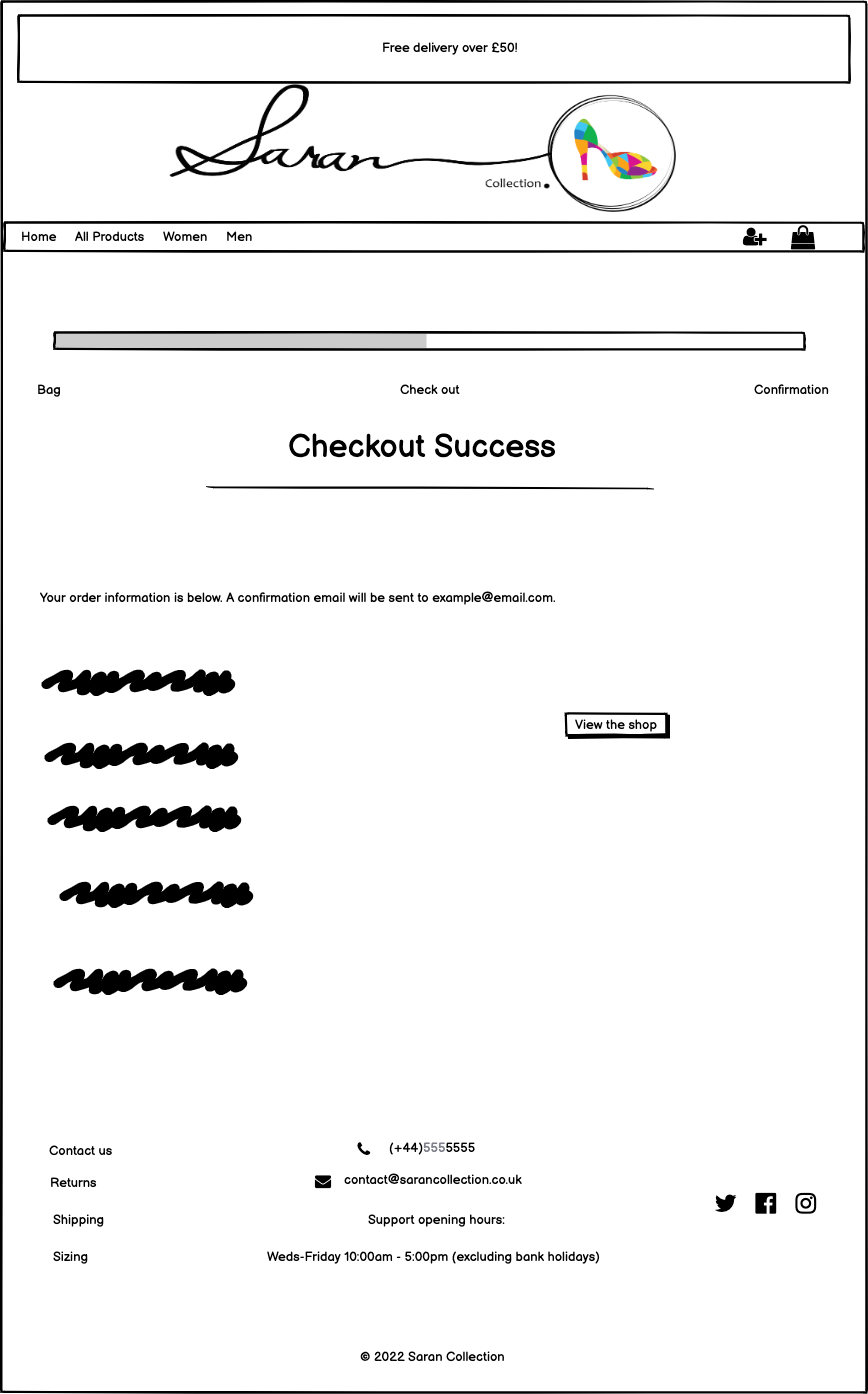 Free delivery over £50!
Saran
Collection.
Home All Products Women Men
Bag Check out Confirmation
Checkout Success
Your order information is below. A confirmation email will be sent to example@email.com.
View the shop
Contact us
(+44)5555555
Returns
contact@sarancollection.co.uk
Shipping
Support opening hours:
Sizing
Weds-Friday 10:00am - 5:00pm (excluding bank holidays)
© 2022 Saran Collection